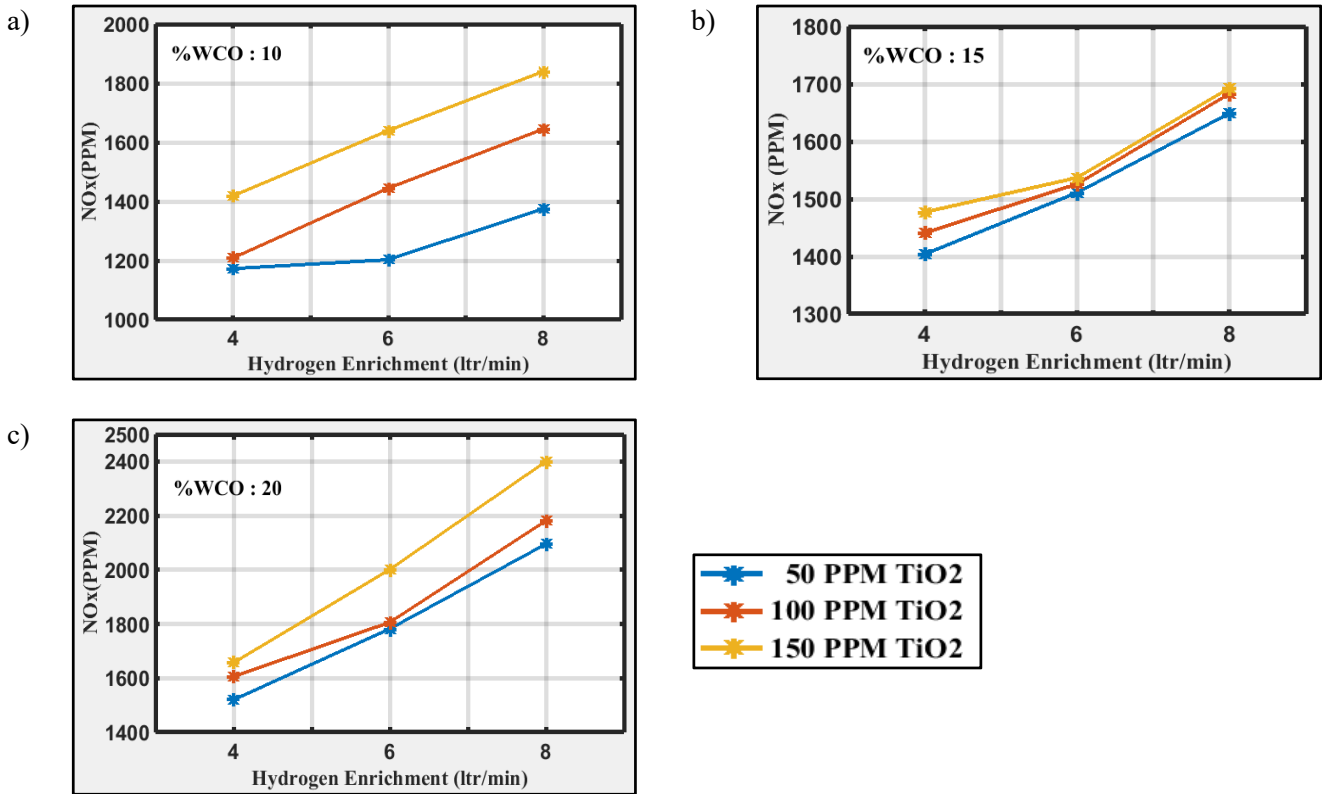 a)
%WCO : 10
2000
1800
1600
1400
1200
1000
NOx(PPM)
4 6 8
Hydrogen Enrichment (ltr/min)
b)
%WCO : 15
1800
1700
1600
1500
1400
1300
NOx (PPM)
4 6 8
Hydrogen Enrichment (ltr/min)
c)
%WCO : 20
2500
2400
2200
2000
1800
1600
1400
NOx(PPM)
4 6 8
Hydrogen Enrichment (ltr/min)
50 PPM TiO2
100 PPM TiO2
150 PPM TiO2